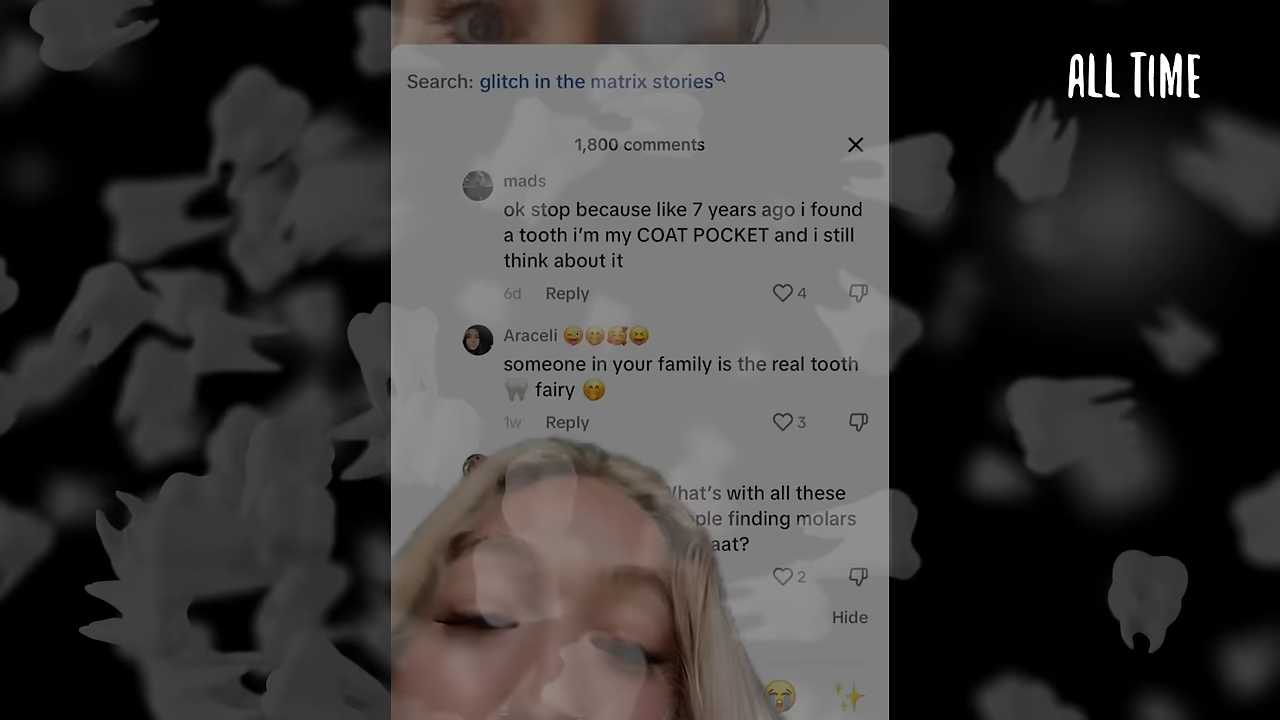 ALL TIME
Search: glitch in the matrix stories
1,800 comments
mads
ok stop because like 7 years ago i found
a tooth i'm my COAT POCKET and i still
think about it
6d Reply 4
Araceli 😜🤭🥰😝
someone in your family is the real tooth
🦷 fairy 🤭
1w Reply 3
with all these
finding molars
2
Hide